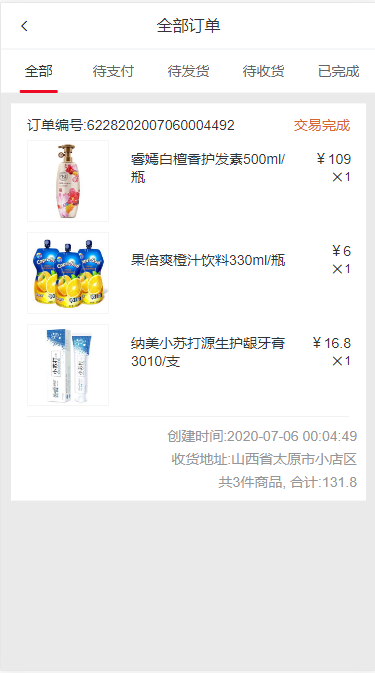 全部订单
全部 待支付 待发货 待收货 已完成
订单编号:6228202007060004492 交易完成
睿嫣白檀香护发素500ml/ ¥109
瓶 ×1
果倍爽橙汁饮料330ml/瓶 ¥6
×1
纳美小苏打源生护龈牙膏 ¥16.8
3010/支 ×1
创建时间:2020-07-06 00:04:49
收货地址:山西省太原市小店区
共3件商品, 合计:131.8